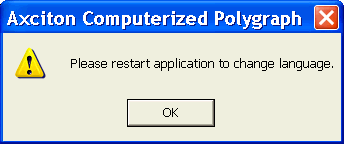 Axciton Computerized Polygraph
Please restart application to change language.
OK